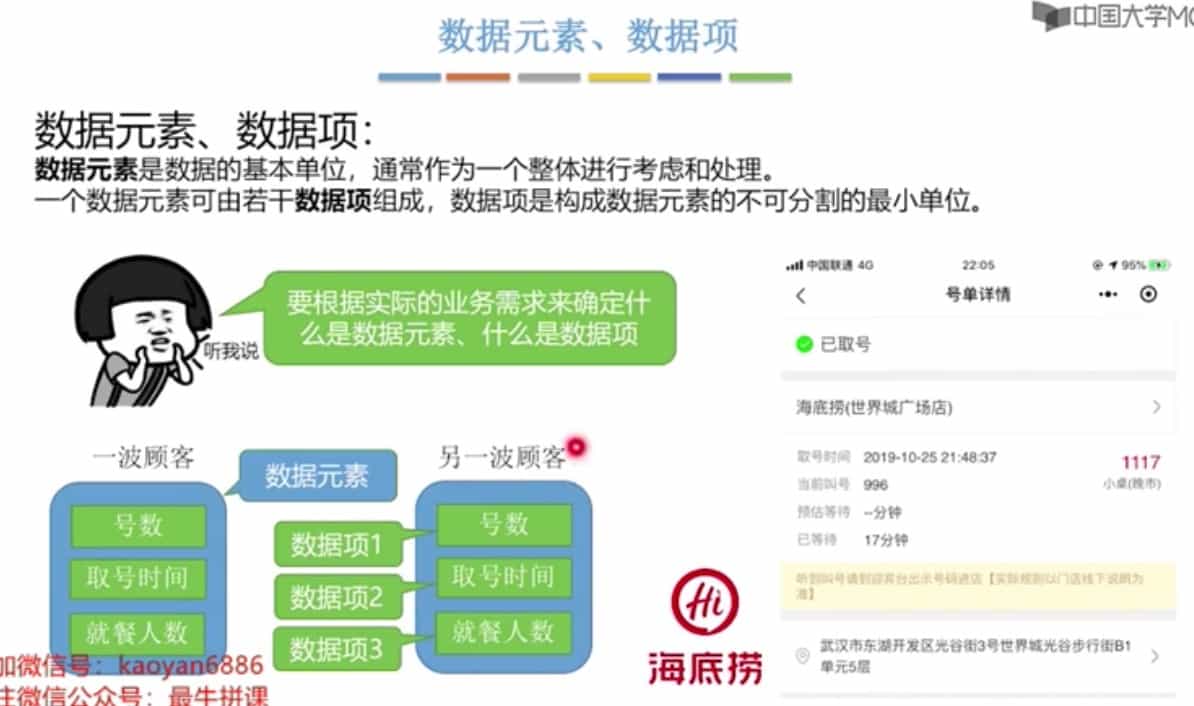 中国大学MO
数据元素、数据项
数据元素、数据项：
数据元素是数据的基本单位，通常作为一个整体进行考虑和处理。
一个数据元素可由若干数据项组成，数据项是构成数据元素的不可分割的最小单位。
要根据实际的业务需求来确定什
么是数据元素、什么是数据项
听我说
一波顾客
数据元素
另一波顾客
号数
取号时间
就餐人数
数据项1
数据项2
数据项3
号数
取号时间
就餐人数
加微信号：kaoyan6886
注微信公众号：最牛拼课
Hi
海底捞
中国联通 4G
22:05
95%
号单详情
已取号
海底捞(世界城广场店)
取号时间 2019-10-25 21:48:37
1117
当前叫号 996
小桌(晚市)
预估等待 --分钟
已等待 17分钟
听到叫号请到迎宾台出示号码进店【实际规则以门店线下说明为
准】
武汉市东湖开发区光谷街3号世界城光谷步行街B1
单元5层